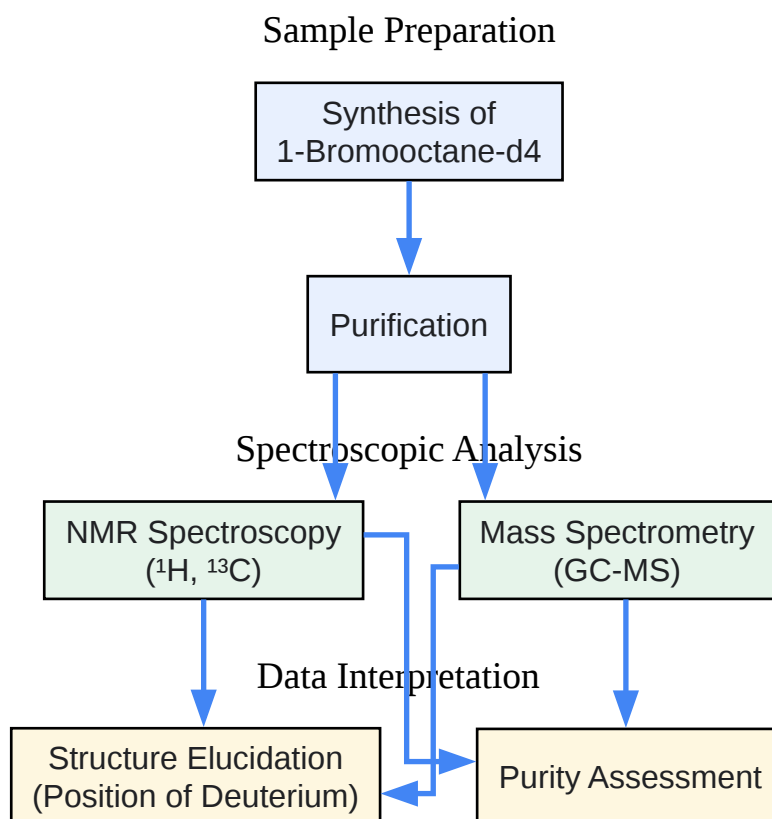 Sample Preparation
Synthesis of
1-Bromooctane-d4
Purification
Spectroscopic Analysis
NMR Spectroscopy
(¹H, ¹³C)
Mass Spectrometry
(GC-MS)
Data Interpretation
Structure Elucidation
(Position of Deuterium)
Purity Assessment